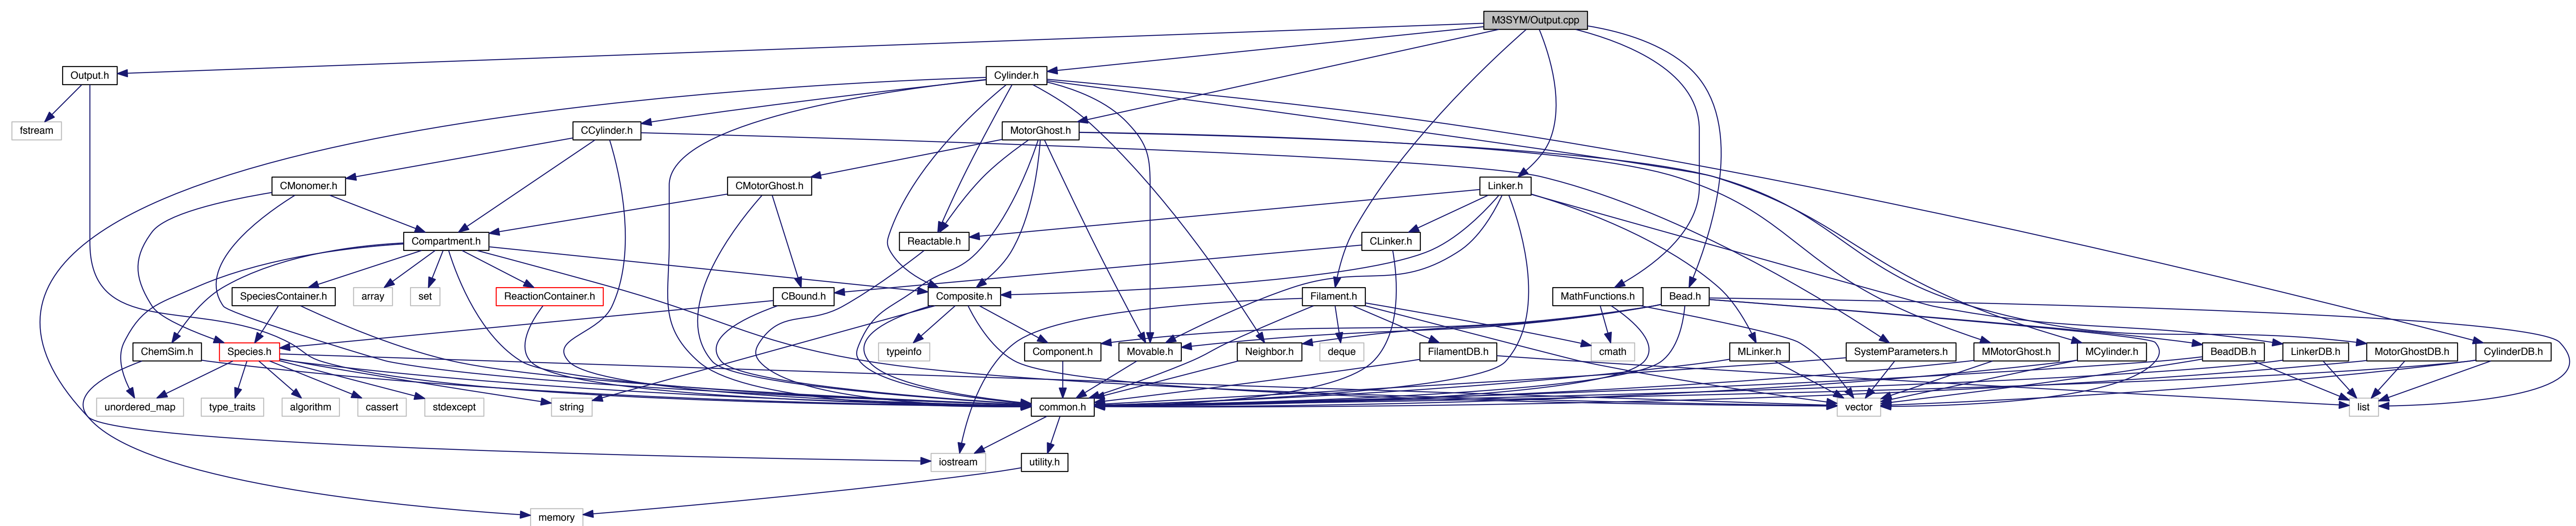 M3SYM/Output.cpp
Output.h
Cylinder.h
fstream
CCylinder.h
MotorGhost.h
CMonomer.h
CMotorGhost.h
Linker.h
Compartment.h
Reactable.h
CLinker.h
SpeciesContainer.h
array
set
ReactionContainer.h
CBound.h
Composite.h
Filament.h
MathFunctions.h
Bead.h
ChemSim.h
Species.h
typeinfo
Component.h
Movable.h
Neighbor.h
deque
FilamentDB.h
cmath
MLinker.h
SystemParameters.h
MMotorGhost.h
MCylinder.h
BeadDB.h
LinkerDB.h
MotorGhostDB.h
CylinderDB.h
unordered_map
type_traits
algorithm
cassert
stdexcept
string
common.h
vector
list
iostream
utility.h
memory